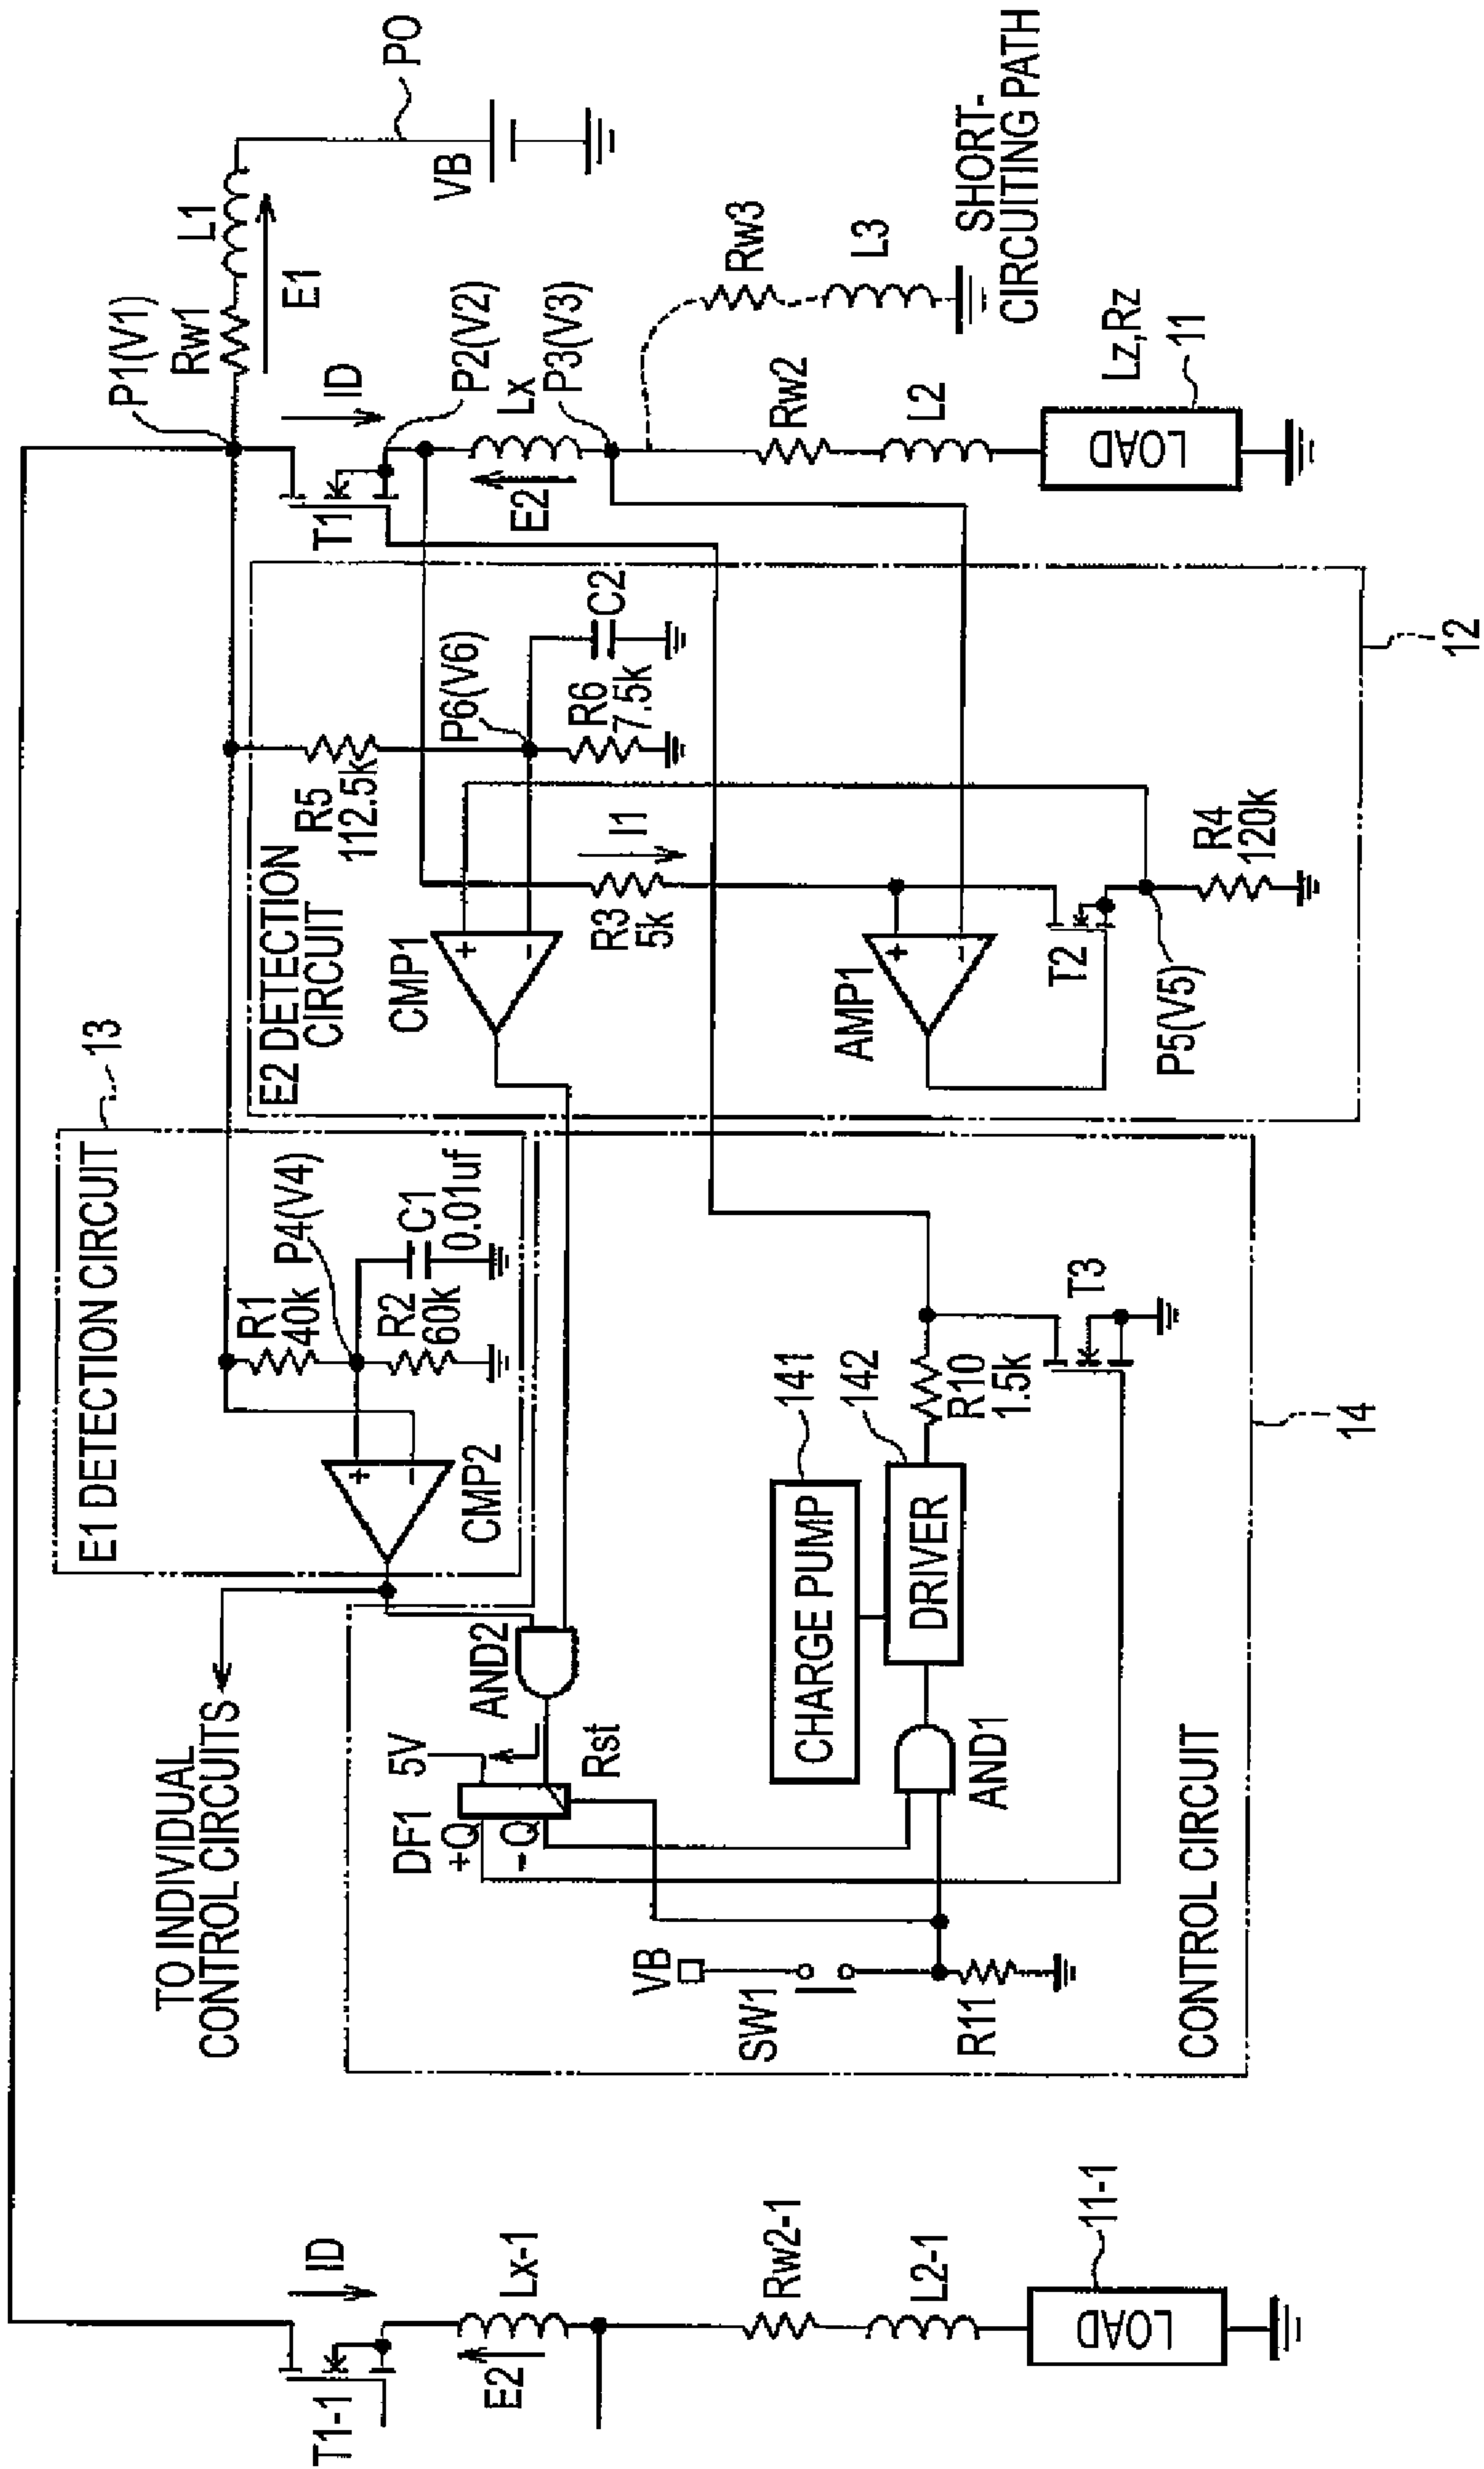 P1(V1)
Rw1
L1
E1
VB
PO
ID
T1
P2(V2)
Lx
E2
P3(V3)
Rw3
L3
SHORT-
CIRCUITING PATH
Rw2
L2
Lz,Rz
LOAD
11
12
E2 DETECTION
CIRCUIT
R5
112.5k
P6(V6)
C2
R6
7.5k
CMP1
+
-
R3
5k
I1
AMP1
+
-
T2
P5(V5)
R4
120k
13
E1 DETECTION CIRCUIT
R1
40k
P4(V4)
C1
0.01uf
R2
60k
CMP2
+
-
TO INDIVIDUAL
CONTROL CIRCUITS
AND2
5V
DF1
+Q
-Q
Rst
141
CHARGE PUMP
142
DRIVER
R10
1.5k
T3
AND1
VB
SW1
R11
CONTROL CIRCUIT
14
T1-1
ID
Lx-1
E2
Rw2-1
L2-1
LOAD
11-1